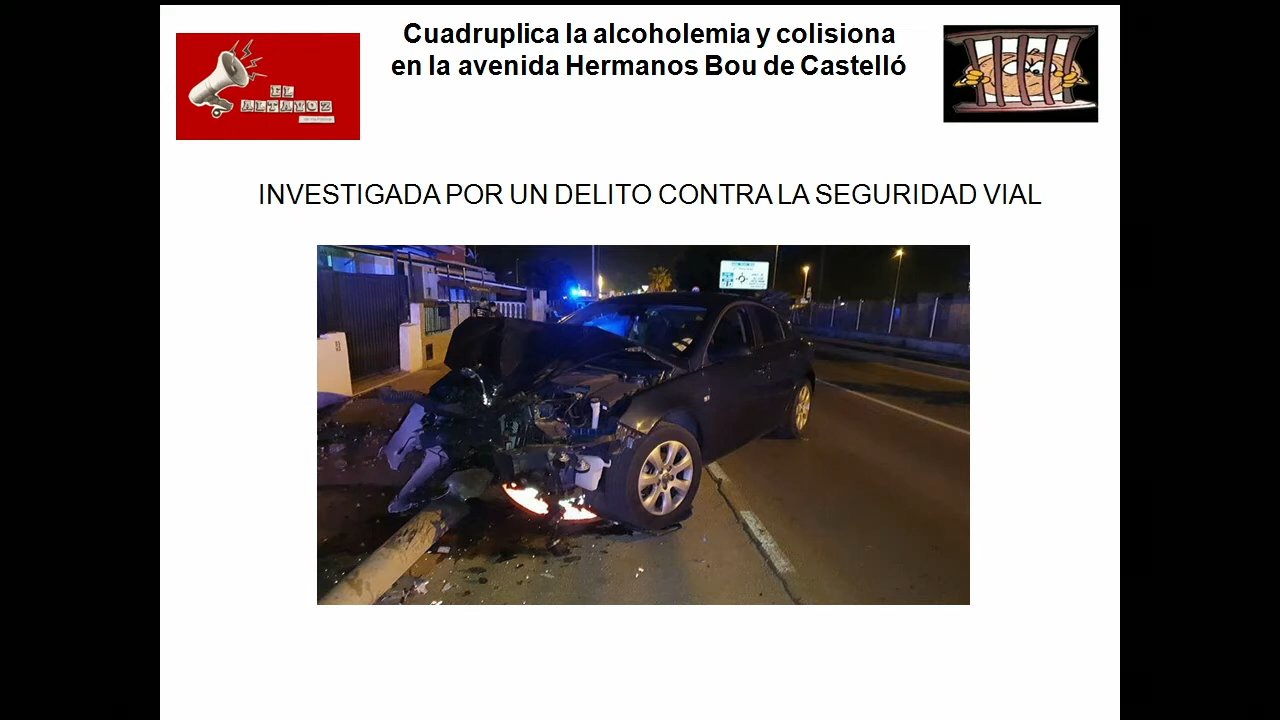 Cuadruplica la alcoholemia y colisiona
en la avenida Hermanos Bou de Castelló
EL
ALTAVOZ
INVESTIGADA POR UN DELITO CONTRA LA SEGURIDAD VIAL